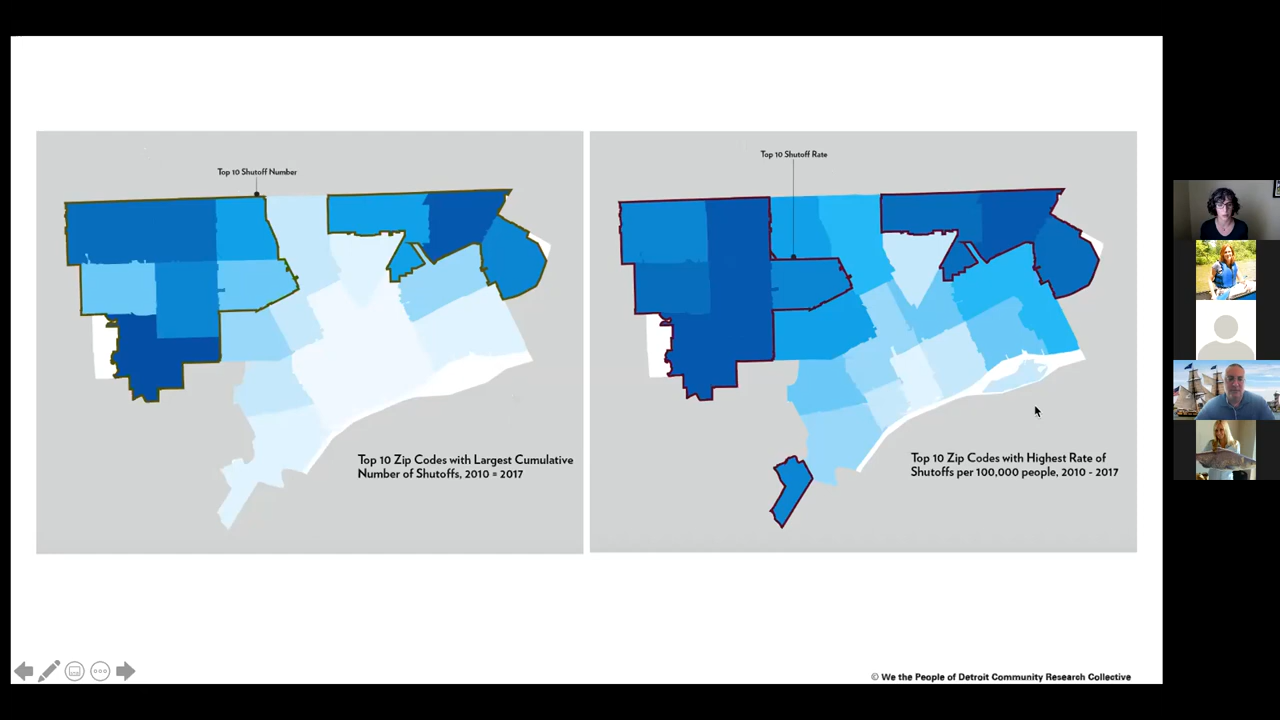 Top 10 Shutoff Number
Top 10 Zip Codes with Largest Cumulative
Number of Shutoffs, 2010 = 2017
Top 10 Shutoff Rate
Top 10 Zip Codes with Highest Rate of
Shutoffs per 100,000 people, 2010 - 2017
© We the People of Detroit Community Research Collective